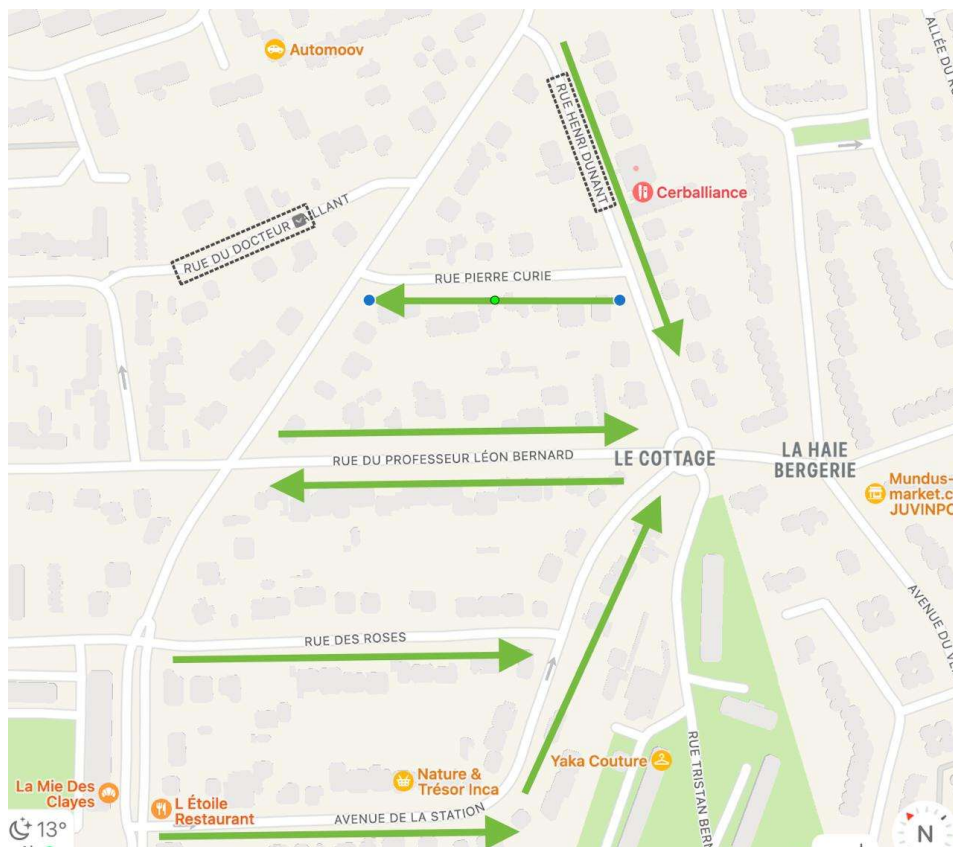 Automoov
ALLÉE DU R
RUE HENRI DUNANT
Cerballiance
RUE DU DOCTEUR
LLANT
RUE PIERRE CURIE
RUE DU PROFESSEUR LÉON BERNARD
LE COTTAGE
LA HAIE
BERGERIE
Mundus-
market.c
JUVINPO
AVENUE DU V
RUE DES ROSES
RUE TRISTAN BERN
Yaka Couture
Nature &
Trésor Inca
La Mie Des
Clayes
L Étoile
Restaurant
AVENUE DE LA STATION
13°
N